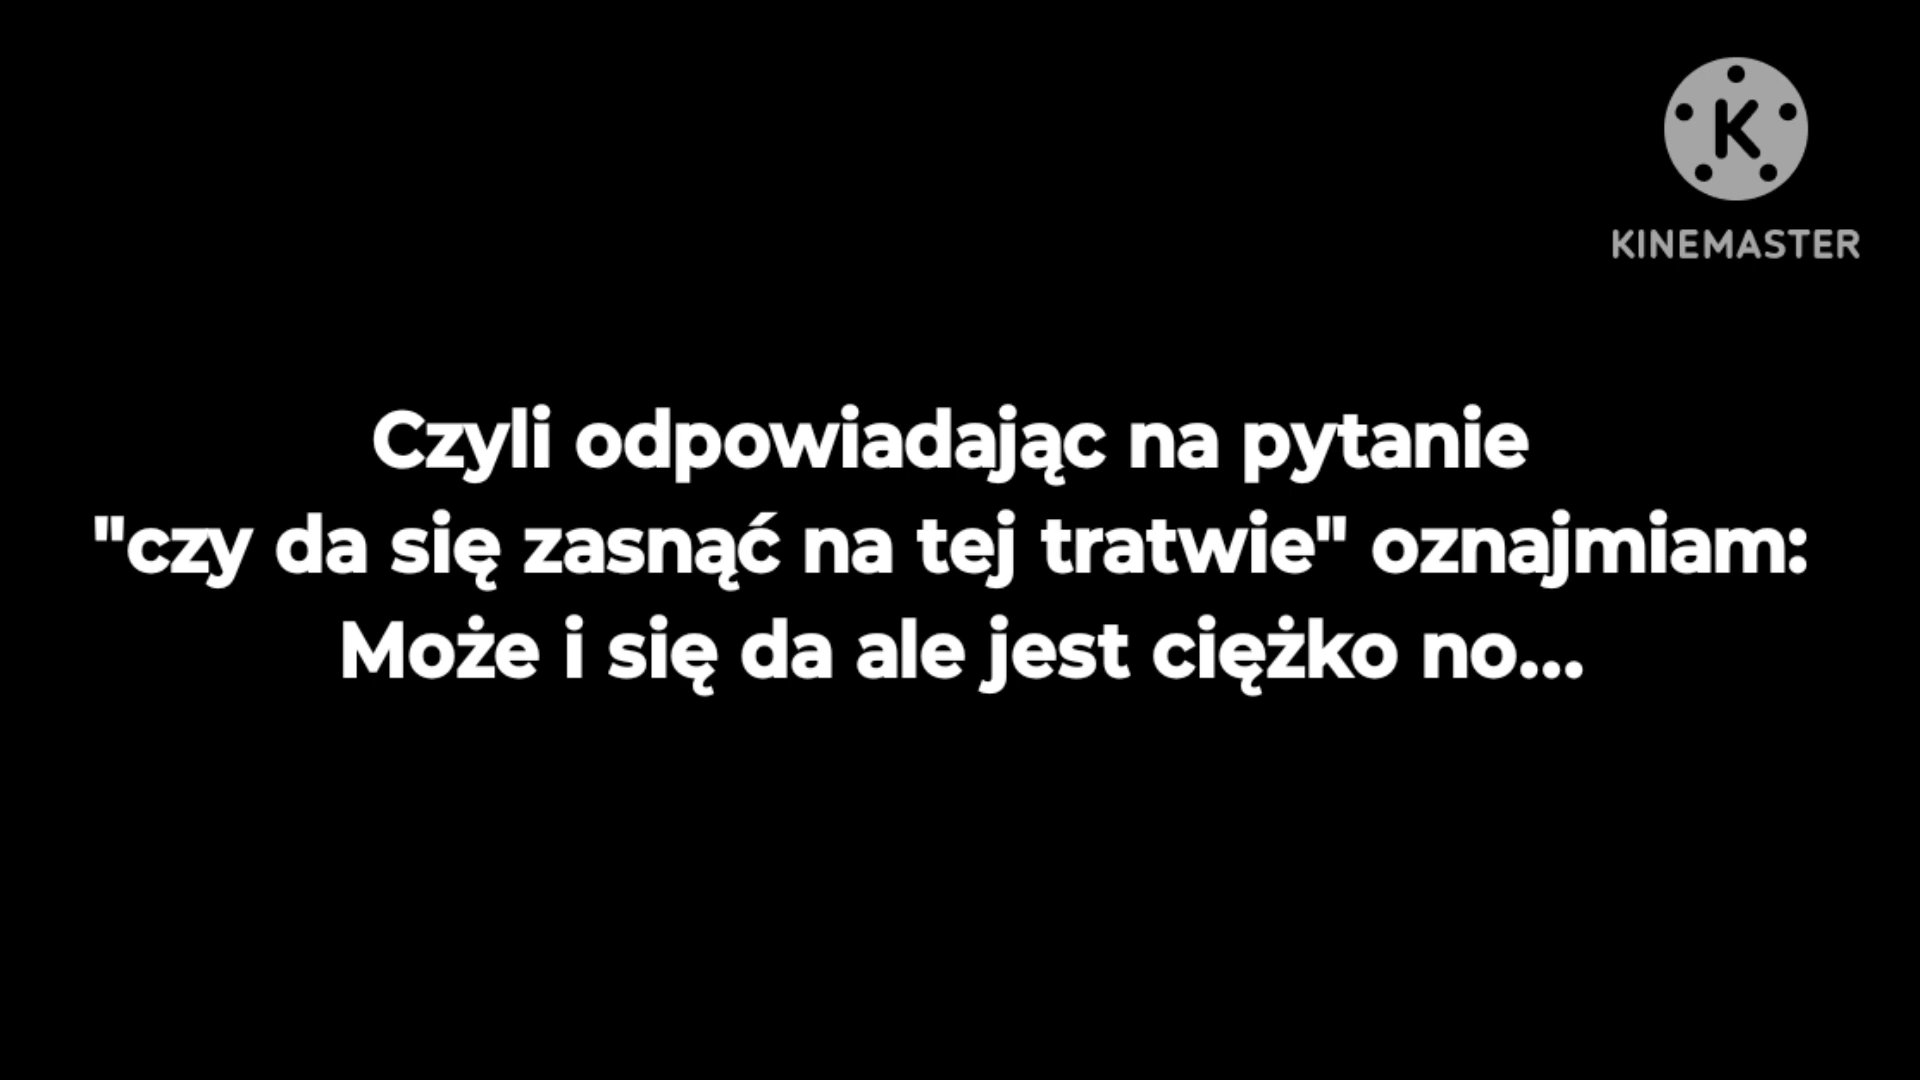 KINEMASTER
Czyli odpowiadając na pytanie
"czy da się zasnąć na tej tratwie" oznajmiam:
Może i się da ale jest ciężko no...